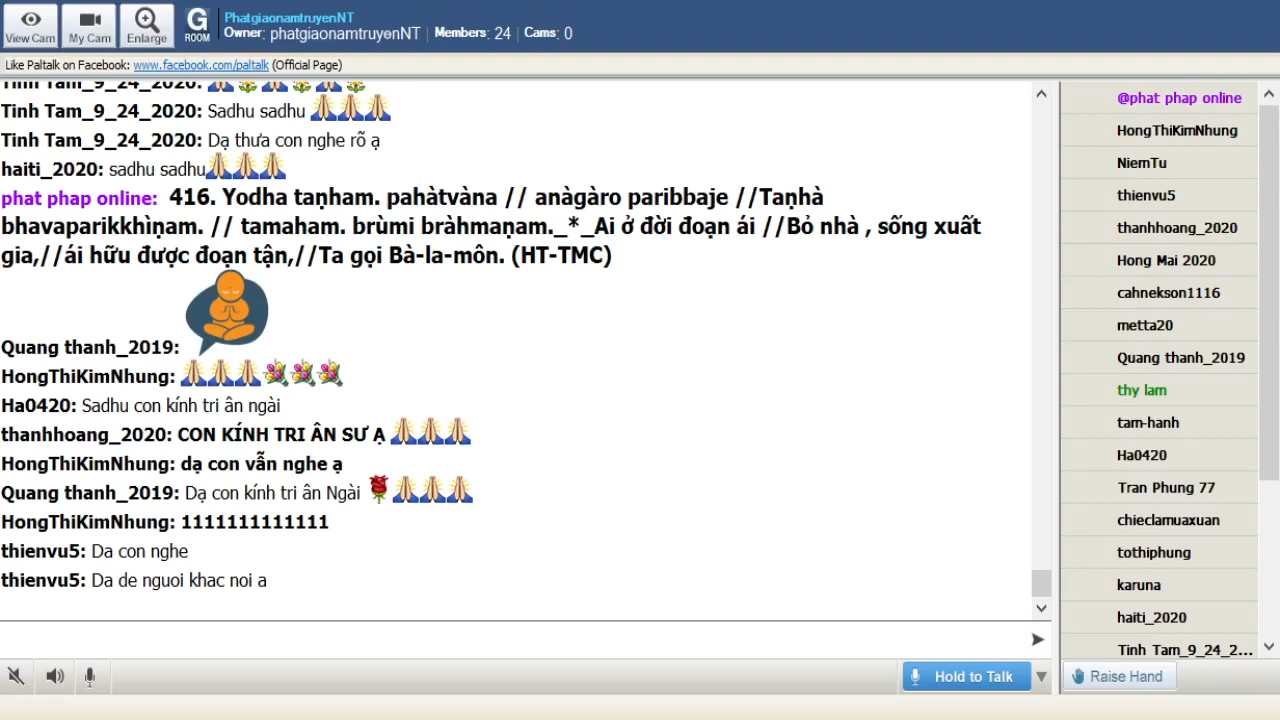 View Cam
My Cam
Enlarge
G
ROOM
PhatgiaonamtruyenNT
Owner: phatgiaonamtruyenNT | Members: 24 | Cams: 0
Like Paltalk on Facebook: www.facebook.com/paltalk (Official Page)
Tinh Tam_9_24_2020:
Tinh Tam_9_24_2020: Sadhu sadhu
Tinh Tam_9_24_2020: Dạ thưa con nghe rõ ạ
haiti_2020: sadhu sadhu
phat phap online: 416. Yodha taṇham. pahàtvàna // anàgàro paribbaje //Taṇhà
bhavaparikkhìṇam. // tamaham. brùmi bràhmaṇam._*_Ai ở đời đoạn ái //Bỏ nhà , sống xuất
gia,//ái hữu được đoạn tận,//Ta gọi Bà-la-môn. (HT-TMC)
Quang thanh_2019:
HongThiKimNhung:
Ha0420: Sadhu con kính tri ân ngài
thanhhoang_2020: CON KÍNH TRI ÂN SƯ Ạ
HongThiKimNhung: dạ con vẫn nghe ạ
Quang thanh_2019: Dạ con kính tri ân Ngài
HongThiKimNhung: 1111111111111
thienvu5: Da con nghe
thienvu5: Da de nguoi khac noi a
@phat phap online
HongThiKimNhung
NiemTu
thienvu5
thanhhoang_2020
Hong Mai 2020
cahnekson1116
metta20
Quang thanh_2019
thy lam
tam-hanh
Ha0420
Tran Phung 77
chieclamuaxuan
tothiphung
karuna
haiti_2020
Tinh Tam_9_24_2...
Hold to Talk
Raise Hand